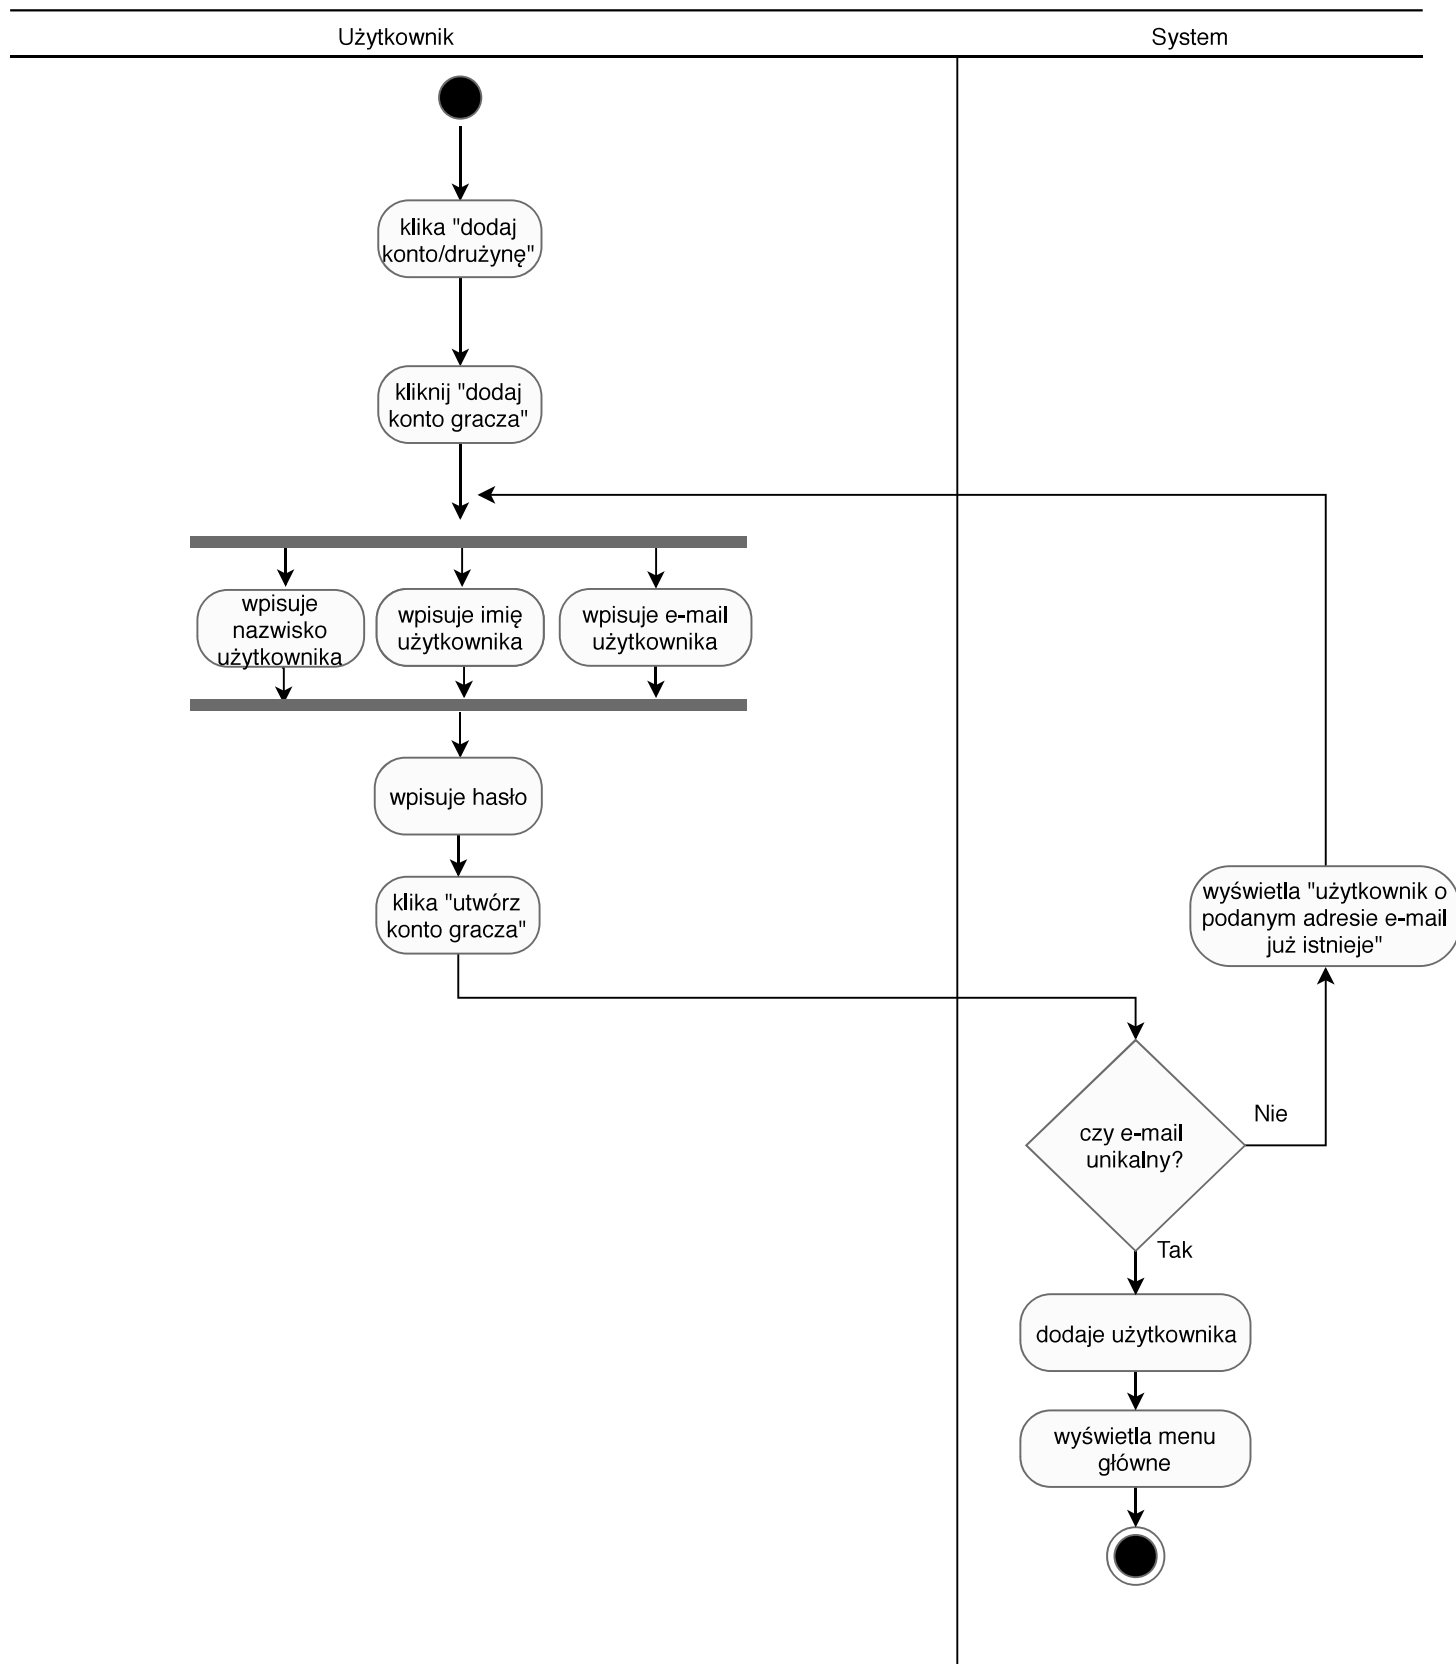 Użytkownik
System
klika "dodaj
konto/drużynę"
kliknij "dodaj
konto gracza"
wpisuje
nazwisko
użytkownika
wpisuje imię
użytkownika
wpisuje e-mail
użytkownika
wpisuje hasło
klika "utwórz
konto gracza"
wyświetla "użytkownik o
podanym adresie e-mail
już istnieje"
Nie
czy e-mail
unikalny?
Tak
dodaje użytkownika
wyświetla menu
główne